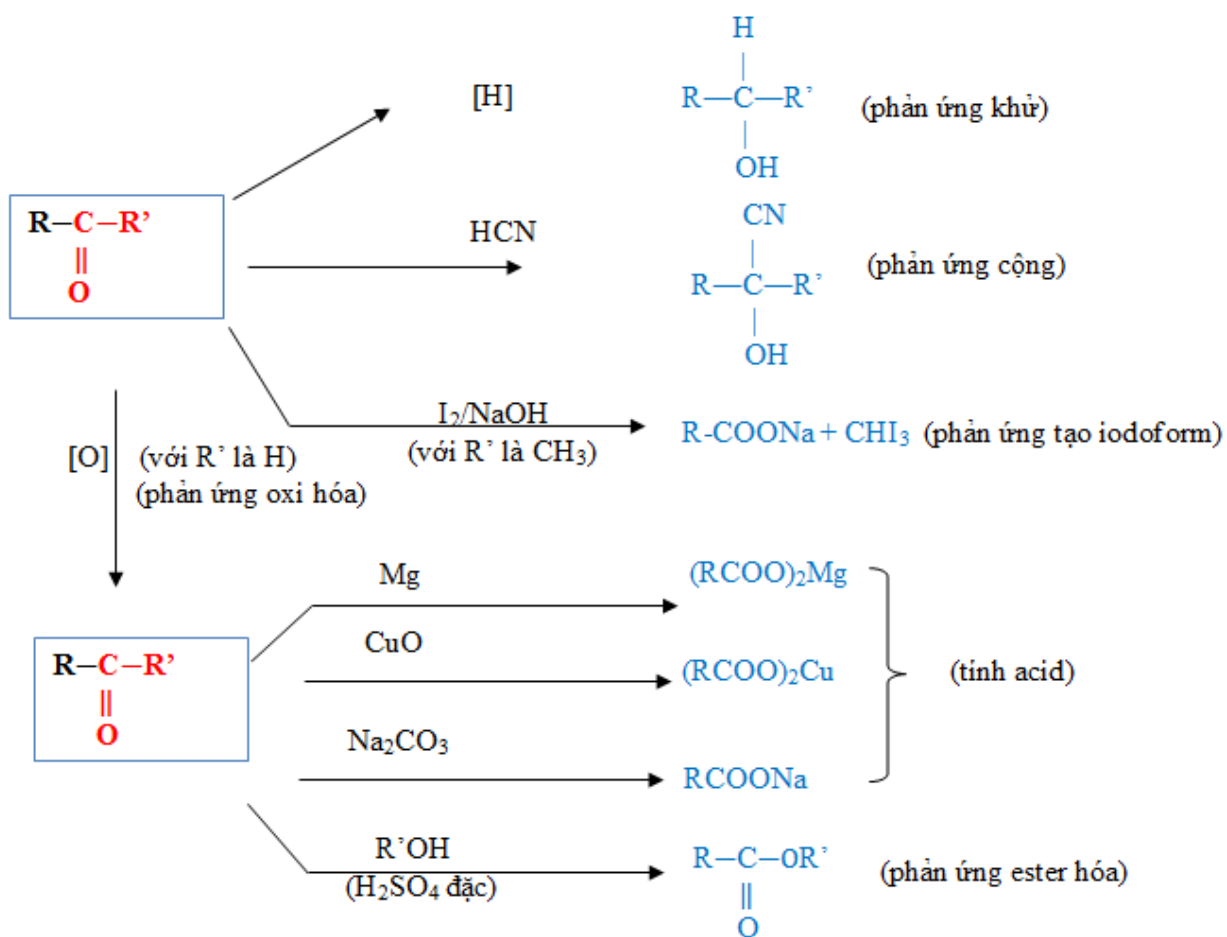 H
|
[H] R—C—R’ (phản ứng khử)
|
OH
R—C—R’
||
O
HCN
CN
|
R—C—R’ (phản ứng cộng)
|
OH
I₂/NaOH
(với R’ là CH₃)
R-COONa + CHI₃ (phản ứng tạo iodoform)
[O] (với R’ là H)
(phản ứng oxi hóa)
R—C—R’
||
O
Mg (RCOO)₂Mg
CuO (RCOO)₂Cu
(tính acid)
Na₂CO₃ RCOONa
R’OH
(H₂SO₄ đặc)
R—C—OR’ (phản ứng ester hóa)
||
O